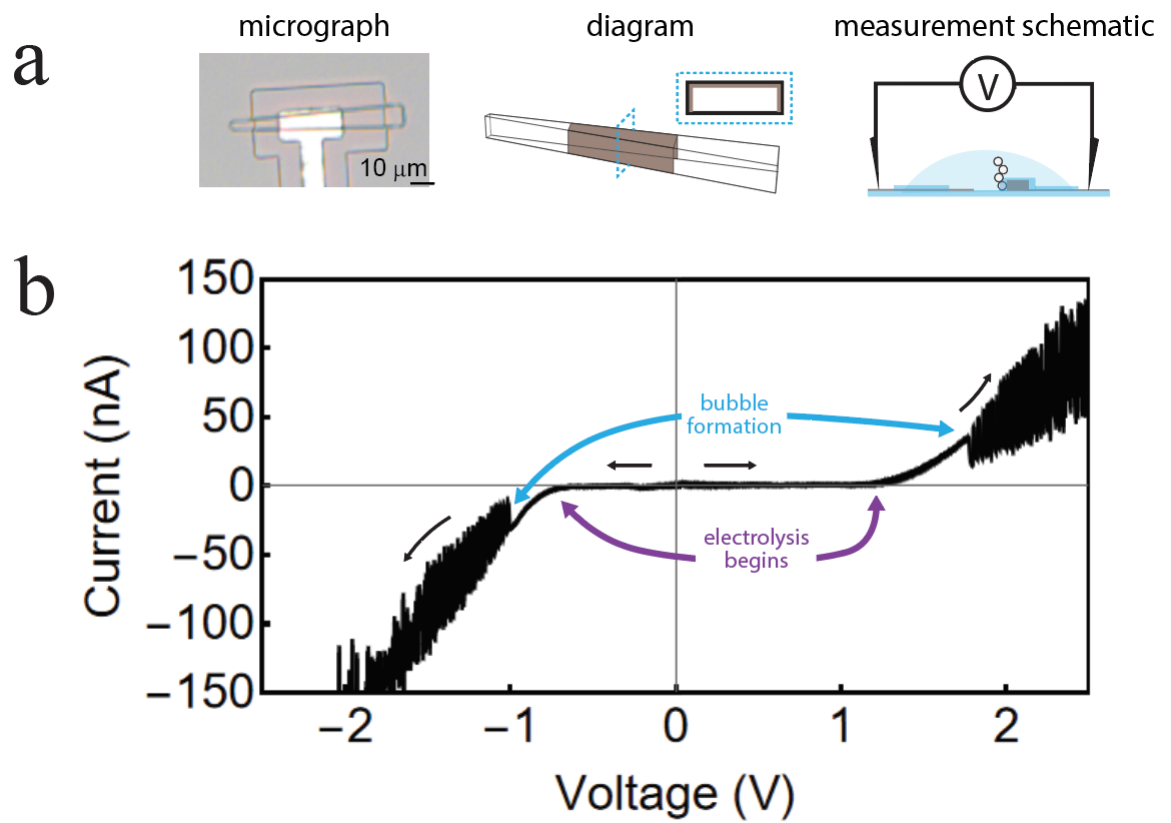 a
micrograph
diagram
measurement schematic
10 μm
V
b
150
100
50
0
−50
−100
−150
Current (nA)
bubble
formation
electrolysis
begins
−2
−1
0
1
2
Voltage (V)